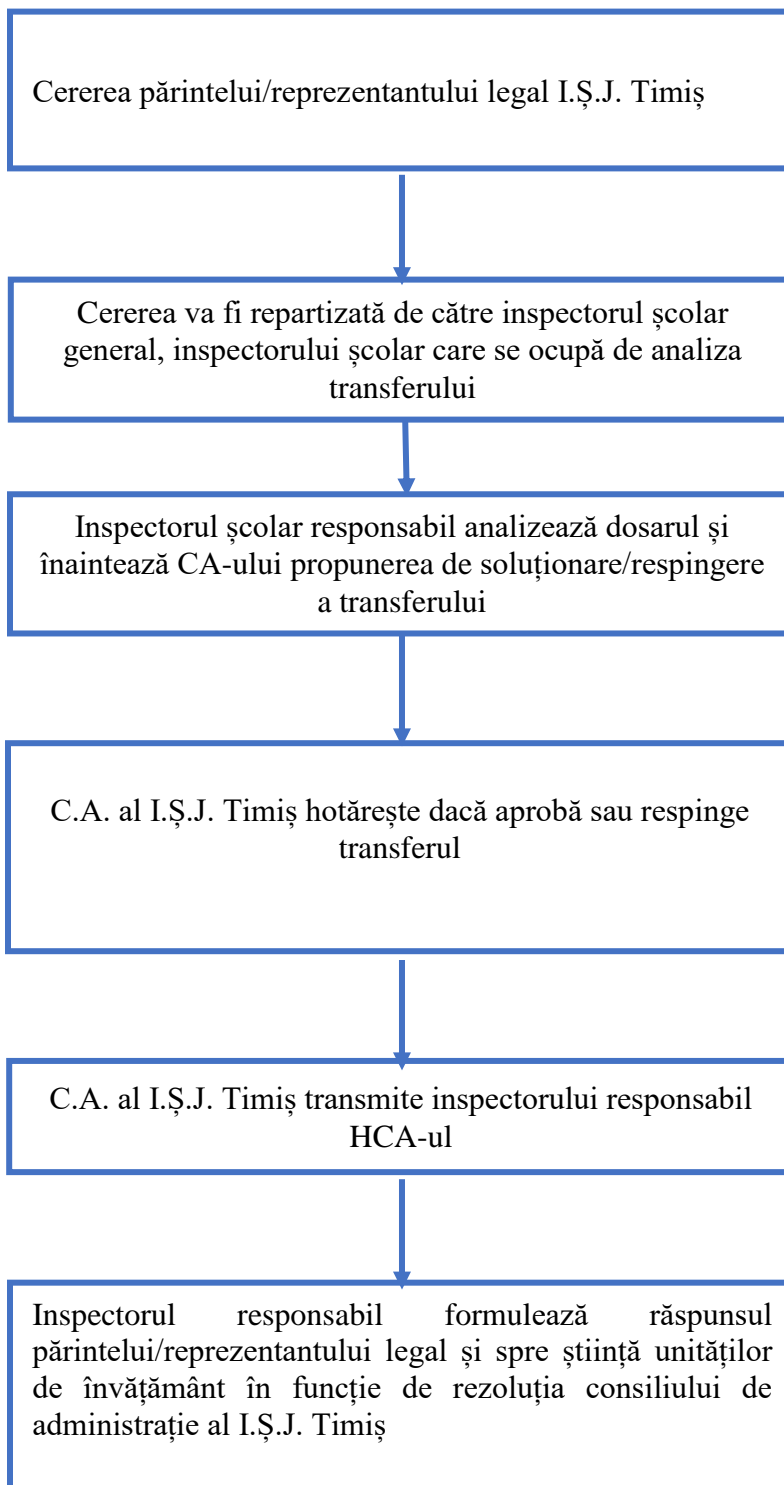 Cererea părintelui/reprezentantului legal I.Ș.J. Timiș
Cererea va fi repartizată de către inspectorul școlar
general, inspectorului școlar care se ocupă de analiza
transferului
Inspectorul școlar responsabil analizează dosarul și
înaintează CA-ului propunerea de soluționare/respingere
a transferului
C.A. al I.Ș.J. Timiș hotărește dacă aprobă sau respinge
transferul
C.A. al I.Ș.J. Timiș transmite inspectorului responsabil
HCA-ul
Inspectorul responsabil formulează răspunsul
părintelui/reprezentantului legal și spre știință unităților
de învățământ în funcție de rezoluția consiliului de
administrație al I.Ș.J. Timiș